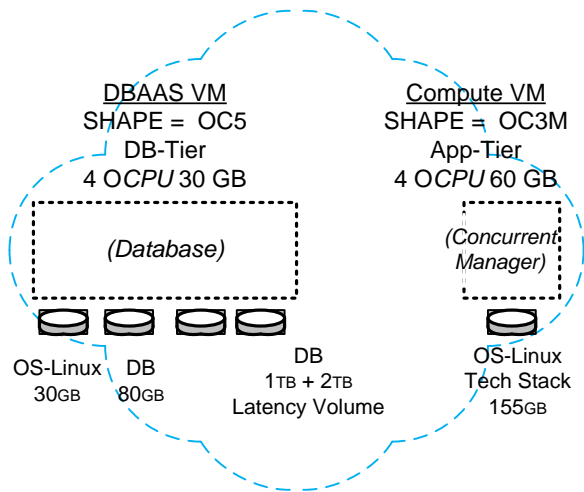 DBAAS VM
SHAPE = OC5
DB-Tier
4 OCPU 30 GB
(Database)
OS-Linux
30GB
DB
80GB
DB
1TB + 2TB
Latency Volume
Compute VM
SHAPE = OC3M
App-Tier
4 OCPU 60 GB
(Concurrent
Manager)
OS-Linux
Tech Stack
155GB